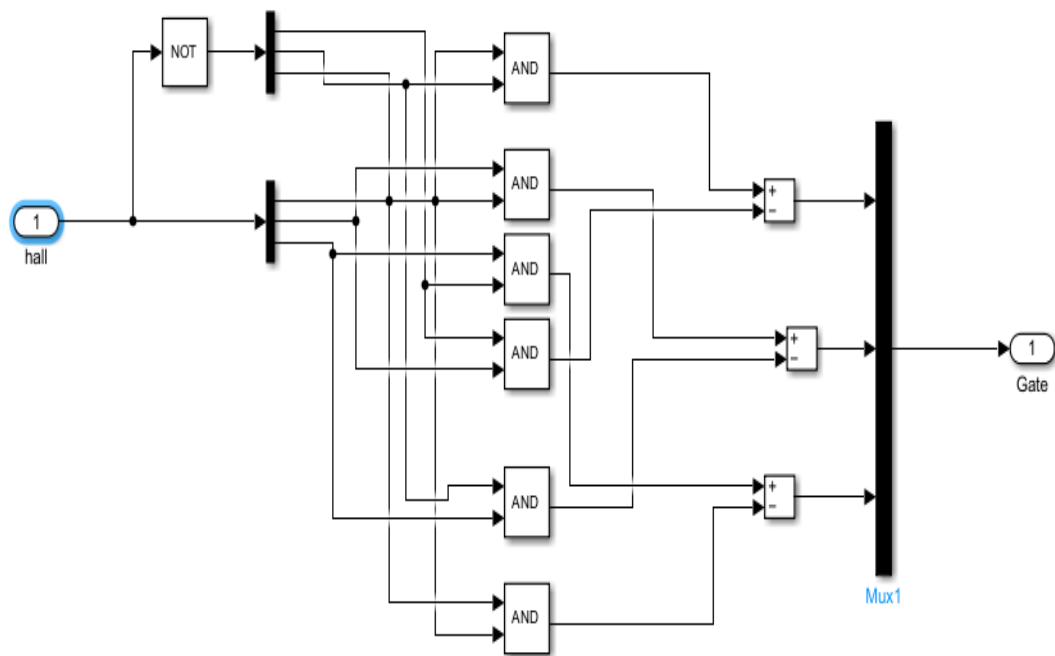 NOT
AND
AND
1
hall
AND
AND
AND
AND
+
−
+
−
+
−
1
Gate
Mux1